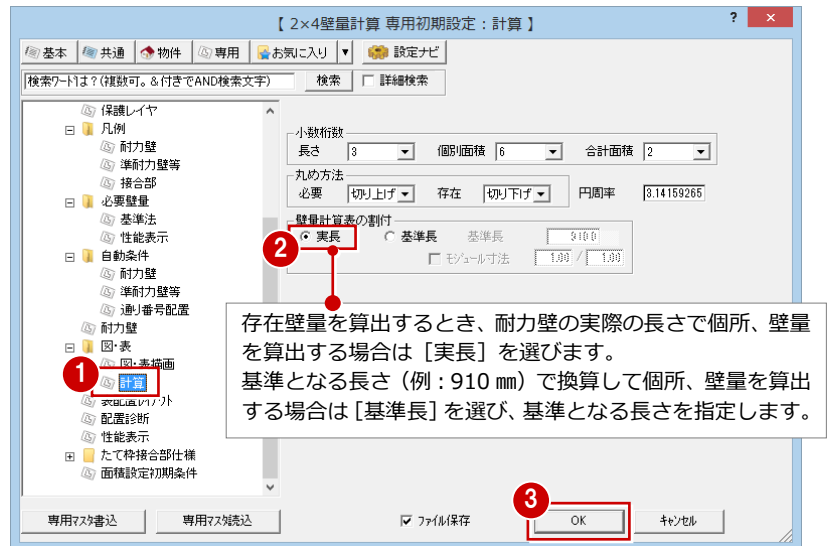 【 2×4壁量計算 専用初期設定：計算 】 ? ×
基本 共通 物件 専用 お気に入り ▼ 設定ナビ
検索ワードは？(複数可。&付きでAND検索文字) 検索 詳細検索
保護レイヤ
凡例
耐力壁
準耐力壁等
接合部
必要壁量
基準法
性能表示
自動条件
耐力壁
準耐力壁等
通り番号配置
耐力壁
図・表
図・表描画
1
計算
表配置レイアウト
配置診断
性能表示
たて枠接合部仕様
面積設定初期条件
小数桁数
長さ 3 個別面積 6 合計面積 2
丸め方法
必要 切り上げ 存在 切り下げ 円周率 3.14159265
壁量計算表の割付
2 実長 基準長 基準長 910.0
モジュール寸法 1.00 / 1.00
存在壁量を算出するとき、耐力壁の実際の長さで個所、壁量
を算出する場合は［実長］を選びます。
基準となる長さ（例：910 ㎜）で換算して個所、壁量を算出
する場合は［基準長］を選び、基準となる長さを指定します。
3
専用マスタ書込 専用マスタ読込 ファイル保存 OK キャンセル